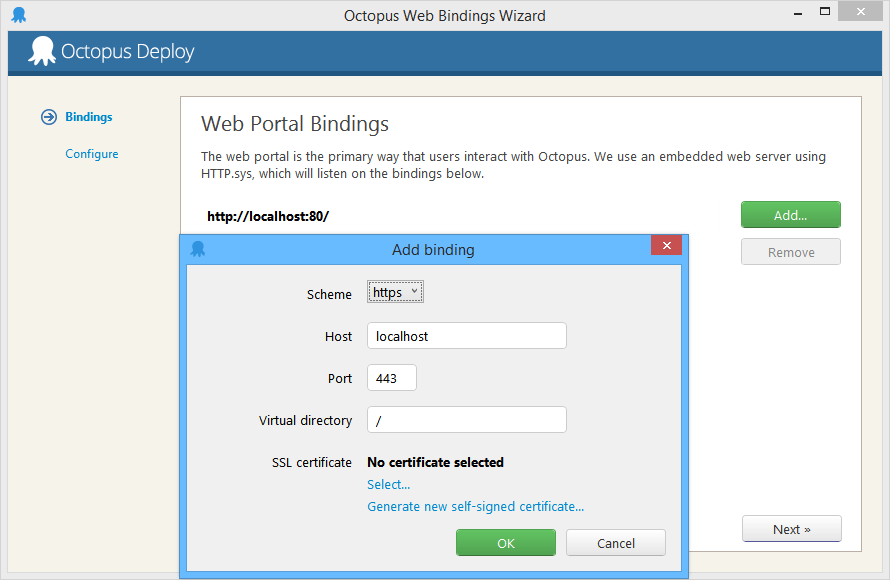 Octopus Web Bindings Wizard
Octopus Deploy
Bindings
Configure
Web Portal Bindings
The web portal is the primary way that users interact with Octopus. We use an embedded web server using
HTTP.sys, which will listen on the bindings below.
http://localhost:80/
Add...
Remove
Add binding
Scheme https
Host localhost
Port 443
Virtual directory /
SSL certificate No certificate selected
Select...
Generate new self-signed certificate...
OK Cancel
Next »